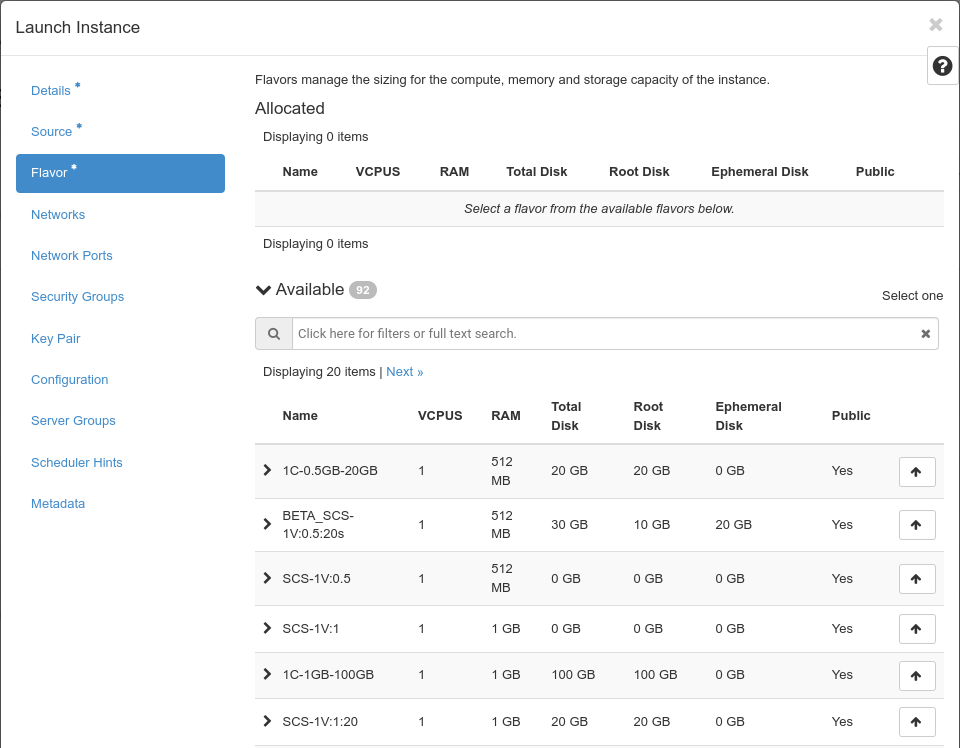 Launch Instance
Details *
Source *
Flavor *
Networks
Network Ports
Security Groups
Key Pair
Configuration
Server Groups
Scheduler Hints
Metadata
Flavors manage the sizing for the compute, memory and storage capacity of the instance.
Allocated
Displaying 0 items
Name VCPUS RAM Total Disk Root Disk Ephemeral Disk Public
Select a flavor from the available flavors below.
Displaying 0 items
Available 92
Select one
Click here for filters or full text search.
Displaying 20 items | Next »
Name VCPUS RAM Total Disk Root Disk Ephemeral Disk Public
1C-0.5GB-20GB 1 512 MB 20 GB 20 GB 0 GB Yes
BETA_SCS-1V:0.5:20s 1 512 MB 30 GB 10 GB 20 GB Yes
SCS-1V:0.5 1 512 MB 0 GB 0 GB 0 GB Yes
SCS-1V:1 1 1 GB 0 GB 0 GB 0 GB Yes
1C-1GB-100GB 1 1 GB 100 GB 100 GB 0 GB Yes
SCS-1V:1:20 1 1 GB 20 GB 20 GB 0 GB Yes